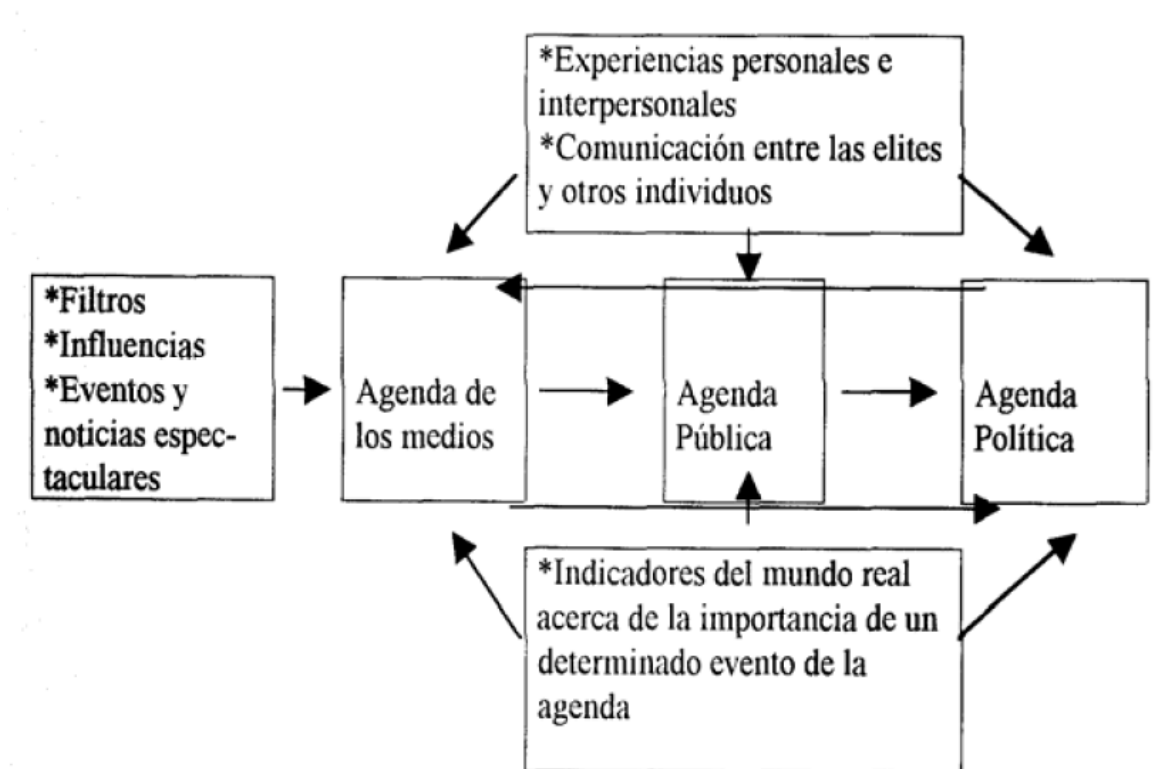 *Experiencias personales e
interpersonales
*Comunicación entre las elites
y otros individuos
*Filtros
*Influencias
*Eventos y
noticias espec-
taculares
Agenda de
los medios
Agenda
Pública
Agenda
Política
*Indicadores del mundo real
acerca de la importancia de un
determinado evento de la
agenda